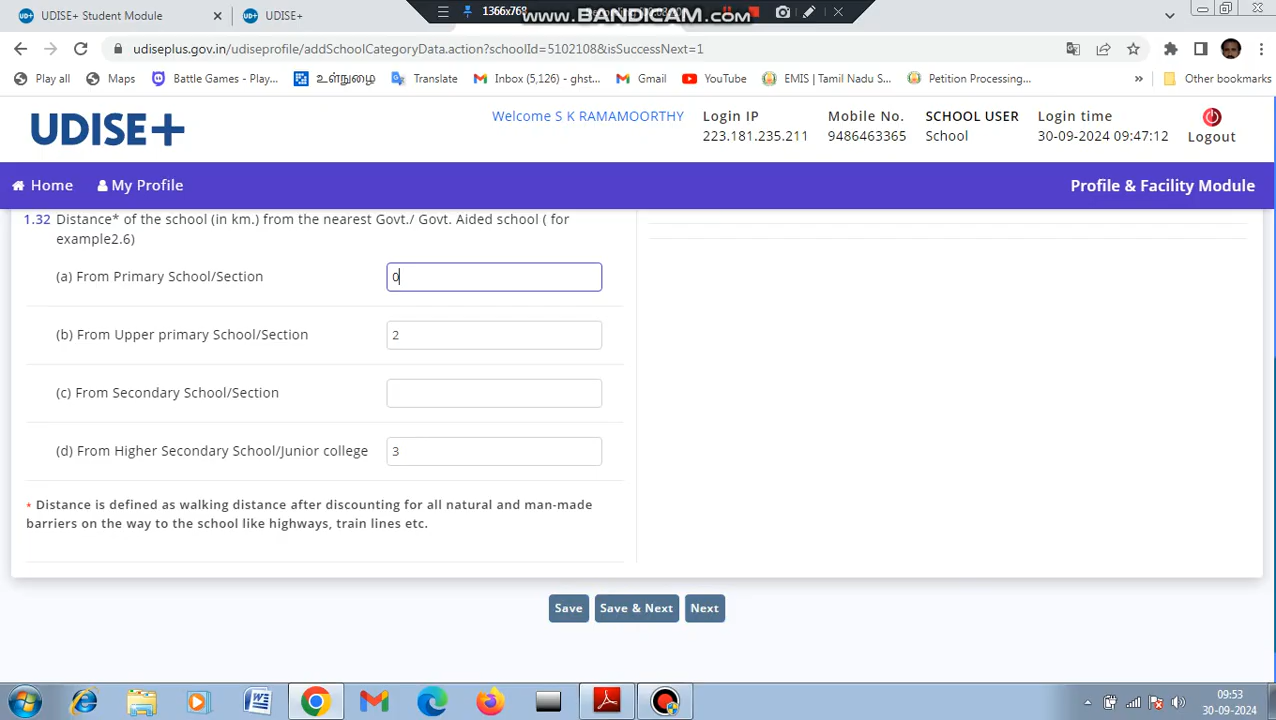 UDISE+ Student Module
UDISE+
1366x768
www.BANDICAM.com
udiseplus.gov.in/udiseprofile/addSchoolCategoryData.action?schoolId=5102108&isSuccessNext=1
Play all
Maps
Battle Games - Play...
உள்நுழை
Translate
Inbox (5,126) - ghst...
Gmail
YouTube
EMIS | Tamil Nadu S...
Petition Processing...
»
Other bookmarks
UDISE+
Welcome S K RAMAMOORTHY
Login IP
223.181.235.211
Mobile No.
9486463365
SCHOOL USER
School
Login time
30-09-2024 09:47:12
Logout
Home
My Profile
Profile & Facility Module
1.32 Distance* of the school (in km.) from the nearest Govt./ Govt. Aided school ( for
example2.6)
(a) From Primary School/Section
0
(b) From Upper primary School/Section
2
(c) From Secondary School/Section
(d) From Higher Secondary School/Junior college
3
* Distance is defined as walking distance after discounting for all natural and man-made
barriers on the way to the school like highways, train lines etc.
Save
Save & Next
Next
09:53
30-09-2024